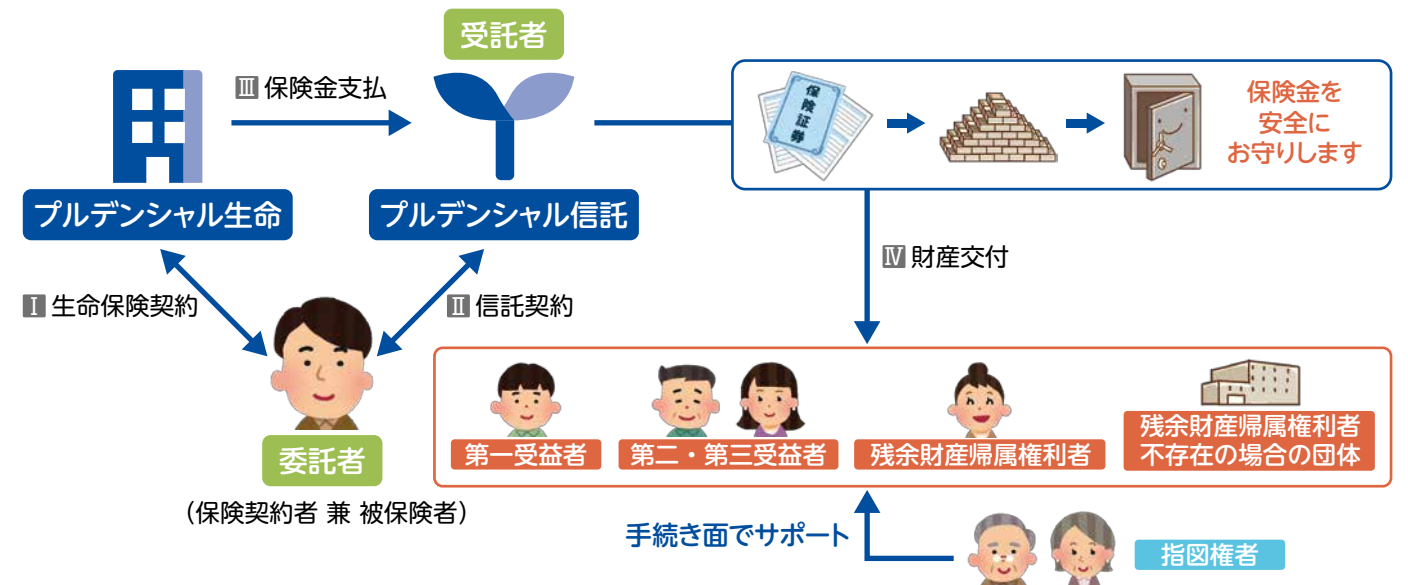 受託者
Ⅲ 保険金支払
保険証券
保険金を
安全に
お守りします
プルデンシャル生命
プルデンシャル信託
Ⅳ 財産交付
Ⅰ 生命保険契約
Ⅱ 信託契約
委託者
(保険契約者 兼 被保険者)
第一受益者
第二・第三受益者
残余財産帰属権利者
残余財産帰属権利者
不存在の場合の団体
手続き面でサポート
指図権者